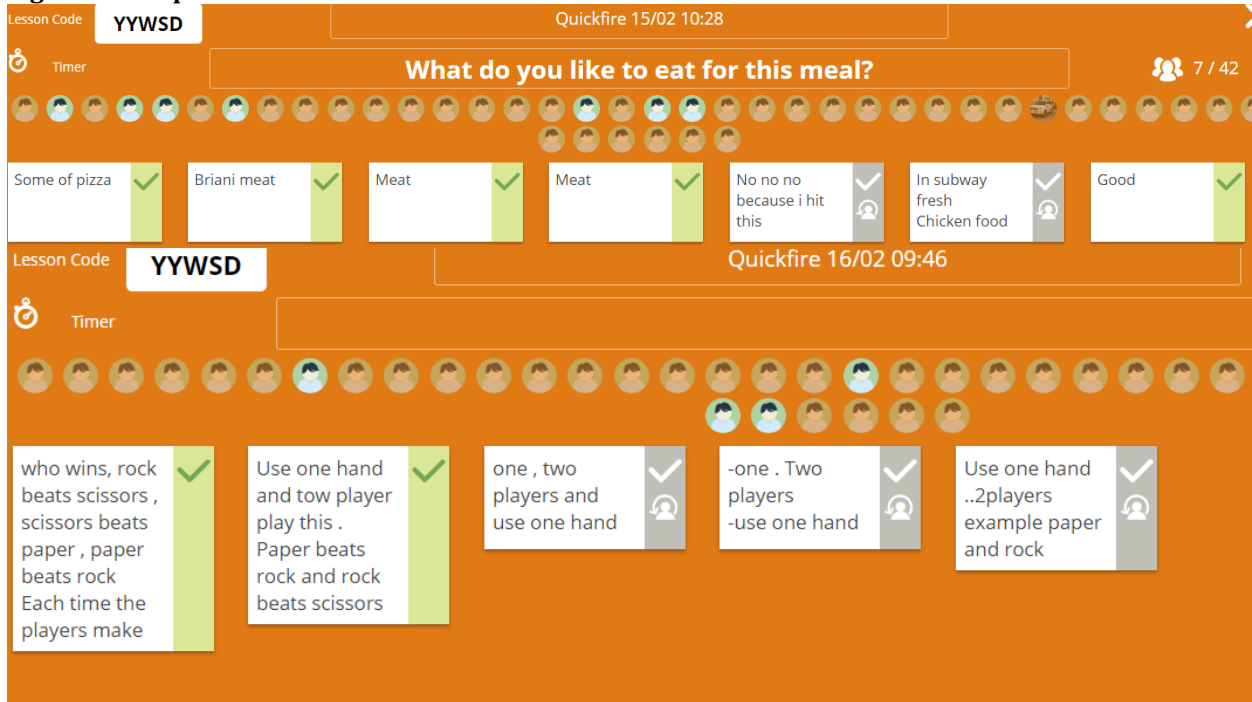 Lesson Code
YYWSD
Quickfire 15/02 10:28
Timer
What do you like to eat for this meal?
7 / 42
Some of pizza
Briani meat
Meat
Meat
No no no
because i hit
this
In subway
fresh
Chicken food
Good
Lesson Code
YYWSD
Quickfire 16/02 09:46
Timer
who wins, rock
beats scissors ,
scissors beats
paper , paper
beats rock
Each time the
players make
Use one hand
and tow player
play this .
Paper beats
rock and rock
beats scissors
one , two
players and
use one hand
-one . Two
players
-use one hand
Use one hand
..2players
example paper
and rock